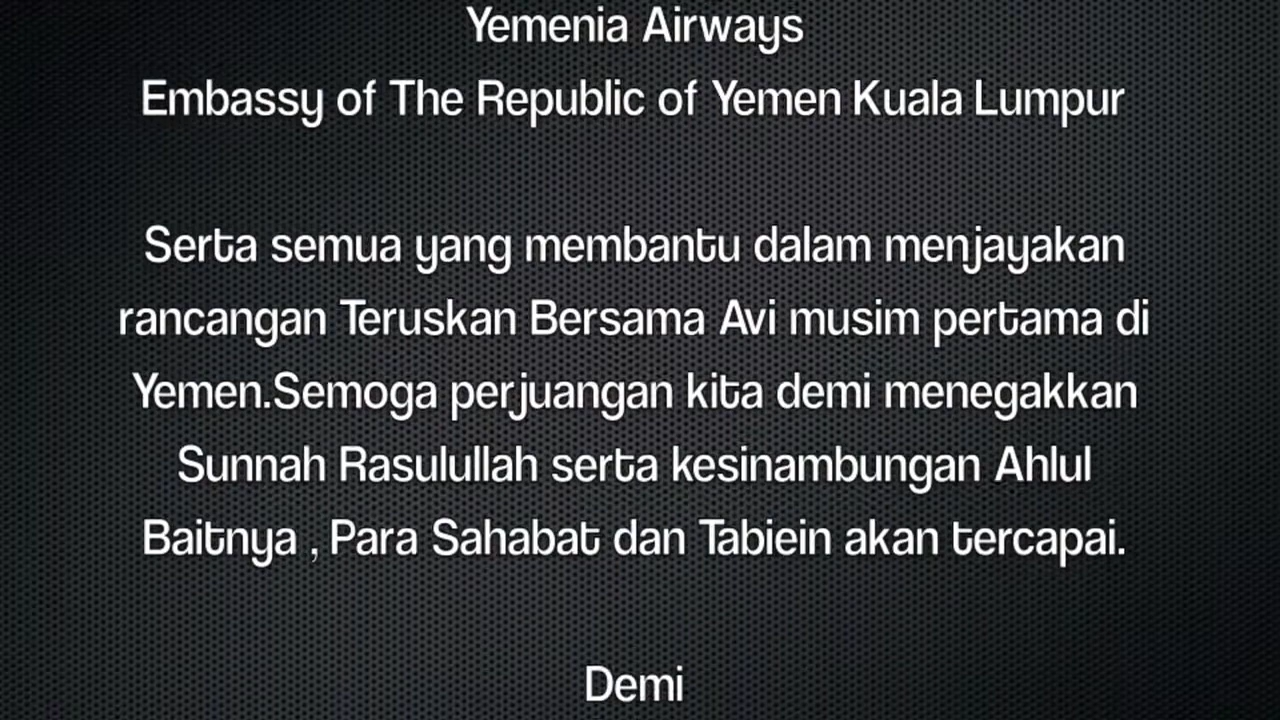 Yemenia Airways
Embassy of The Republic of Yemen Kuala Lumpur
Serta semua yang membantu dalam menjayakan
rancangan Teruskan Bersama Avi musim pertama di
Yemen.Semoga perjuangan kita demi menegakkan
Sunnah Rasulullah serta kesinambungan Ahlul
Baitnya , Para Sahabat dan Tabiein akan tercapai.
Demi